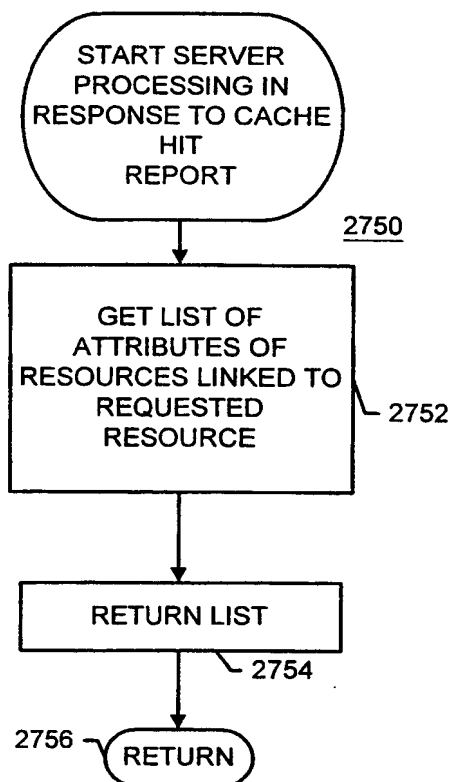 START SERVER
PROCESSING IN
RESPONSE TO CACHE
HIT
REPORT
2750
GET LIST OF
ATTRIBUTES OF
RESOURCES LINKED TO
REQUESTED
RESOURCE
2752
RETURN LIST
2754
2756
RETURN